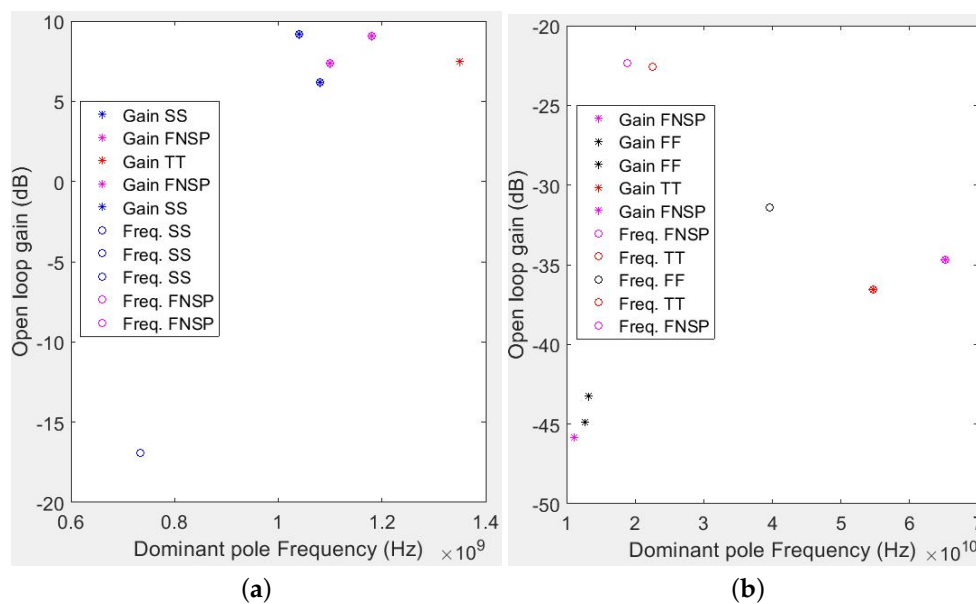 10
5
0
-5
-10
-15
-20
Open loop gain (dB)
Gain SS
Gain FNSP
Gain TT
Gain FNSP
Gain SS
Freq. SS
Freq. SS
Freq. SS
Freq. FNSP
Freq. FNSP
0.6 0.8 1 1.2 1.4
Dominant pole Frequency (Hz) ×10⁹
(a)
-20
-25
-30
-35
-40
-45
-50
Open loop gain (dB)
Gain FNSP
Gain FF
Gain FF
Gain TT
Gain FNSP
Freq. FNSP
Freq. TT
Freq. FF
Freq. TT
Freq. FNSP
1 2 3 4 5 6 7
Dominant pole Frequency (Hz) ×10¹⁰
(b)